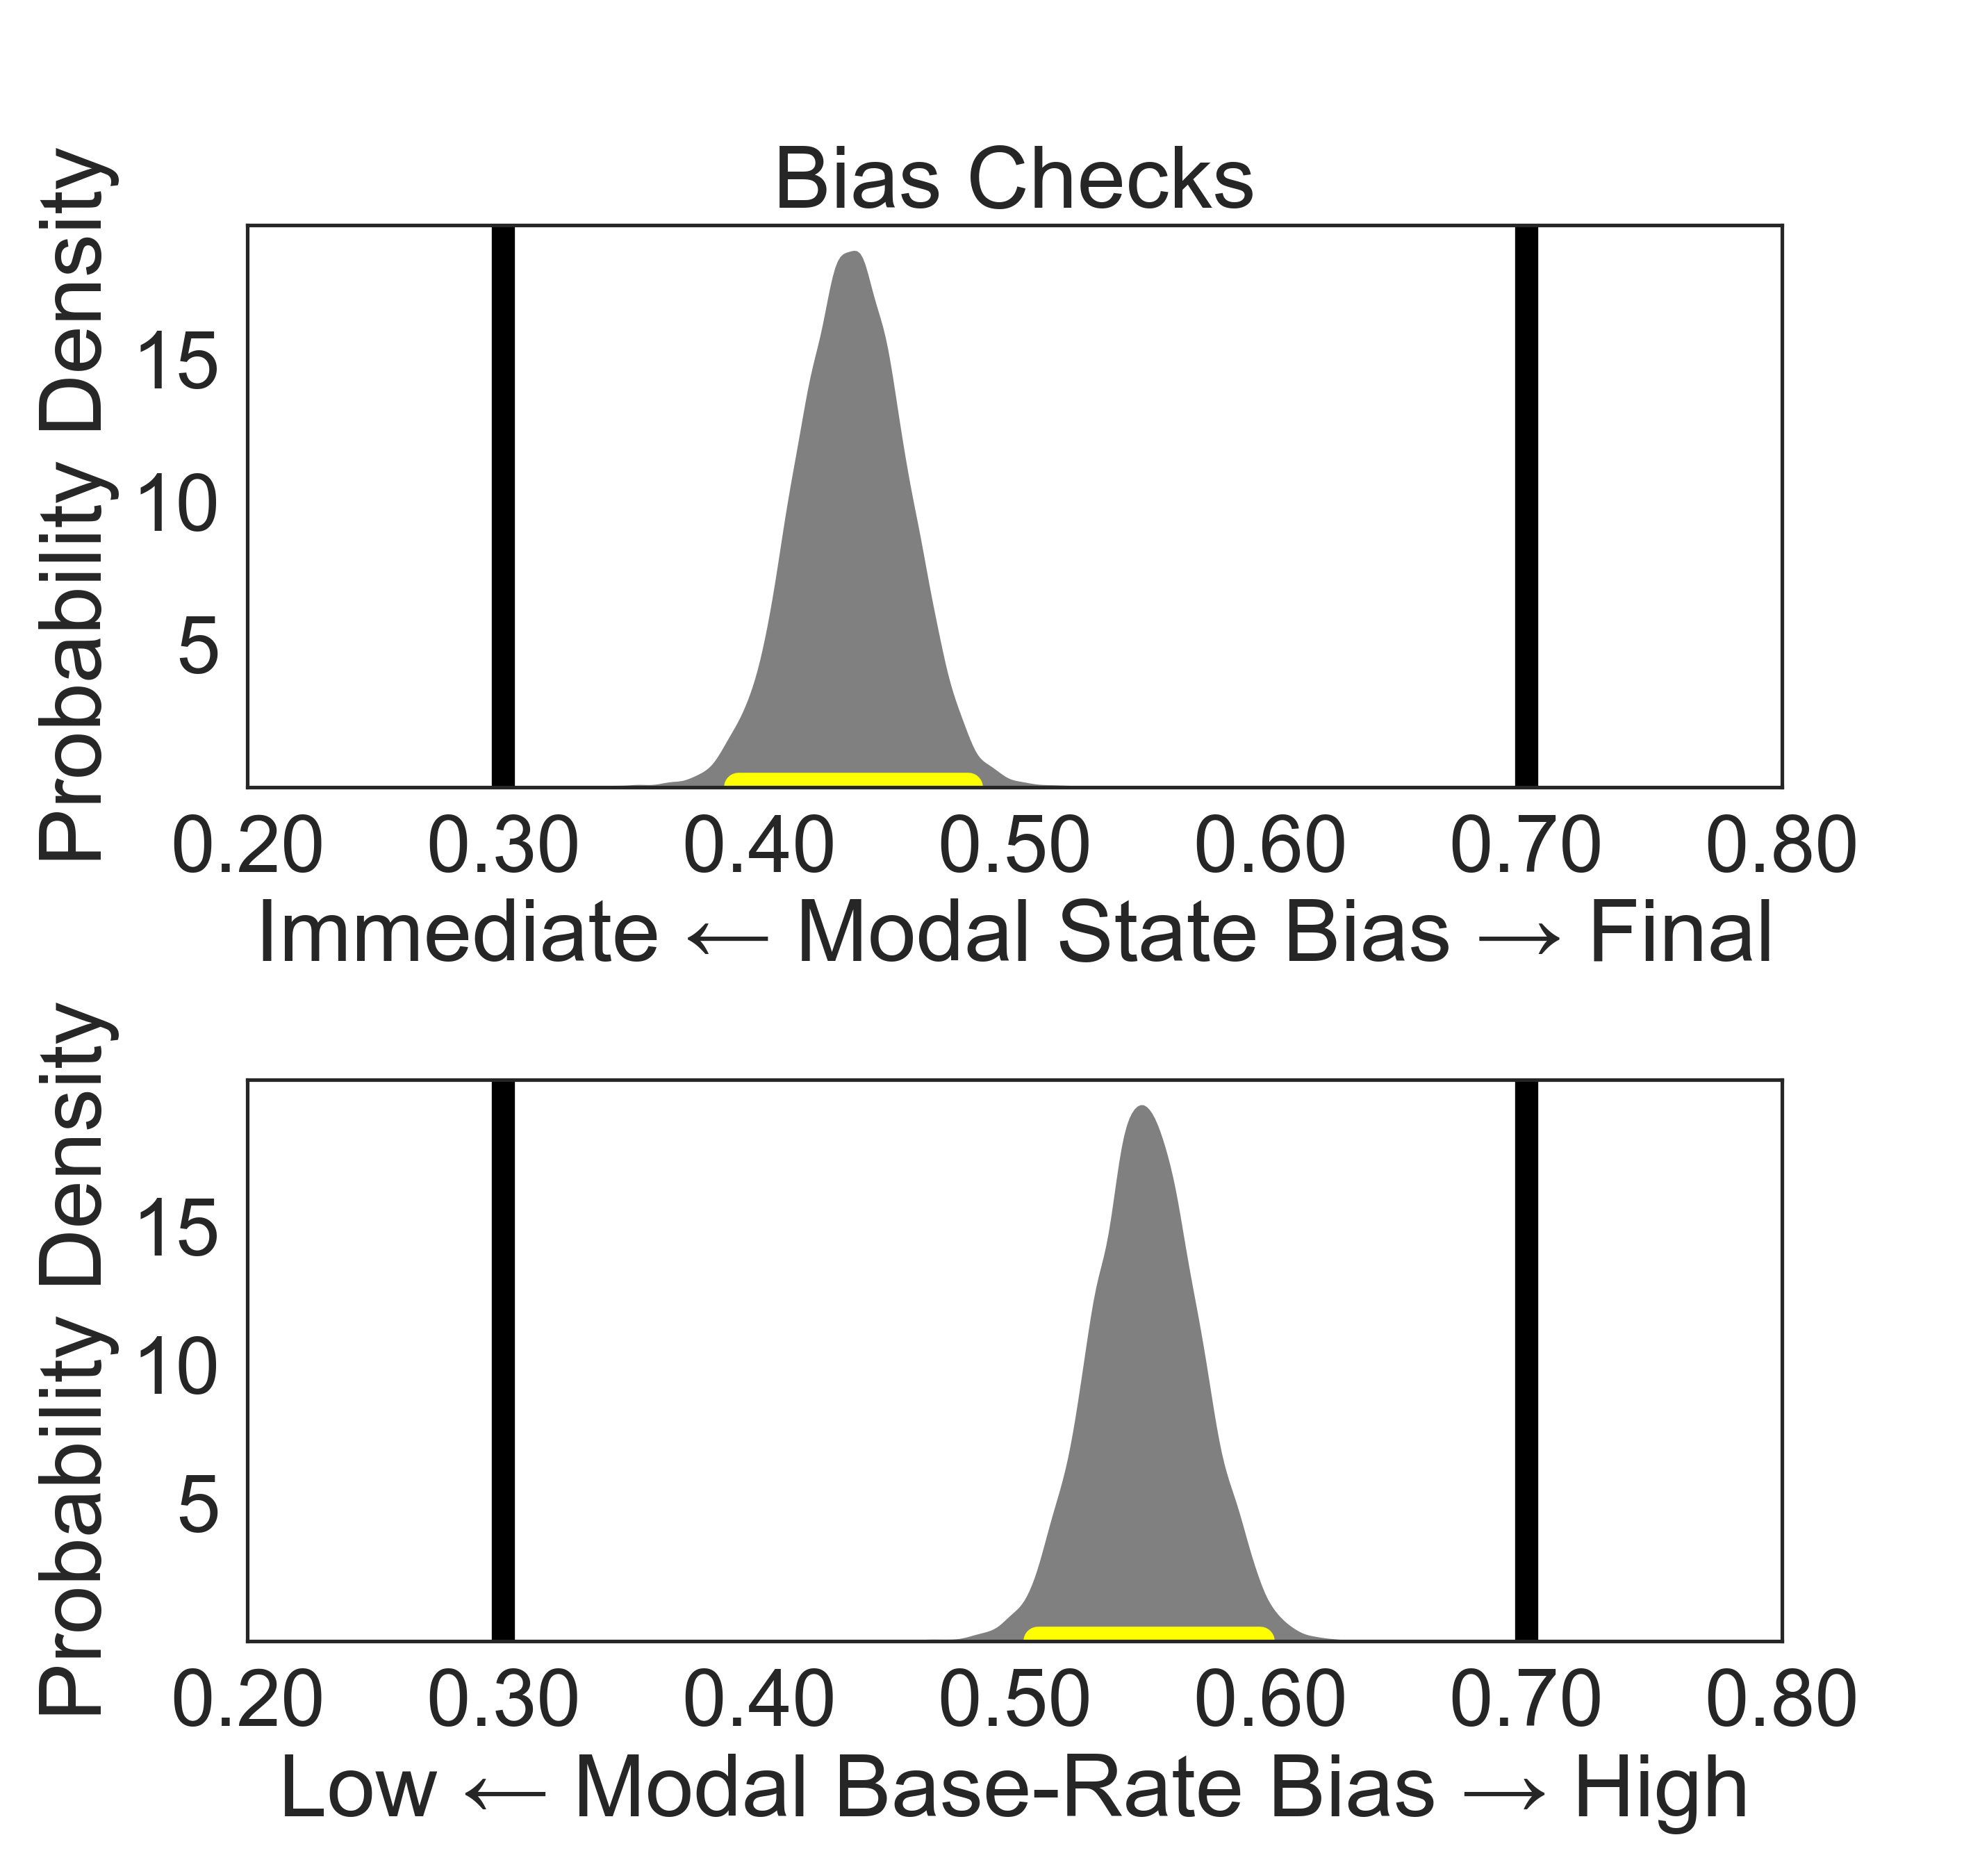 Bias Checks
Probability Density
15
10
5
0.20 0.30 0.40 0.50 0.60 0.70 0.80
Immediate ← Modal State Bias → Final
Probability Density
15
10
5
0.20 0.30 0.40 0.50 0.60 0.70 0.80
Low ← Modal Base-Rate Bias → High